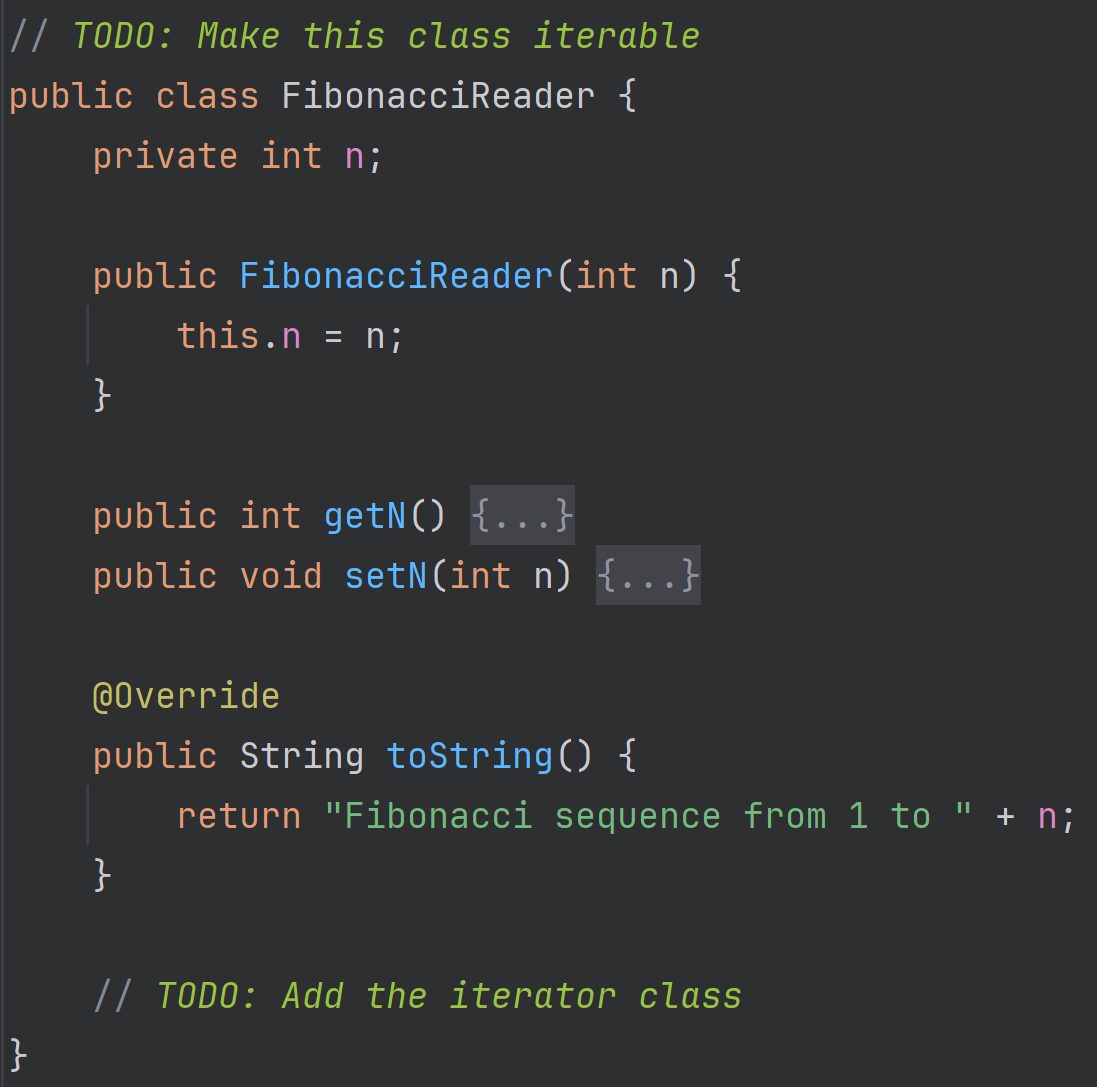 // TODO: Make this class iterable
public class FibonacciReader {
    private int n;

    public FibonacciReader(int n) {
        this.n = n;
    }

    public int getN() {...}
    public void setN(int n) {...}

    @Override
    public String toString() {
        return "Fibonacci sequence from 1 to " + n;
    }

    // TODO: Add the iterator class
}